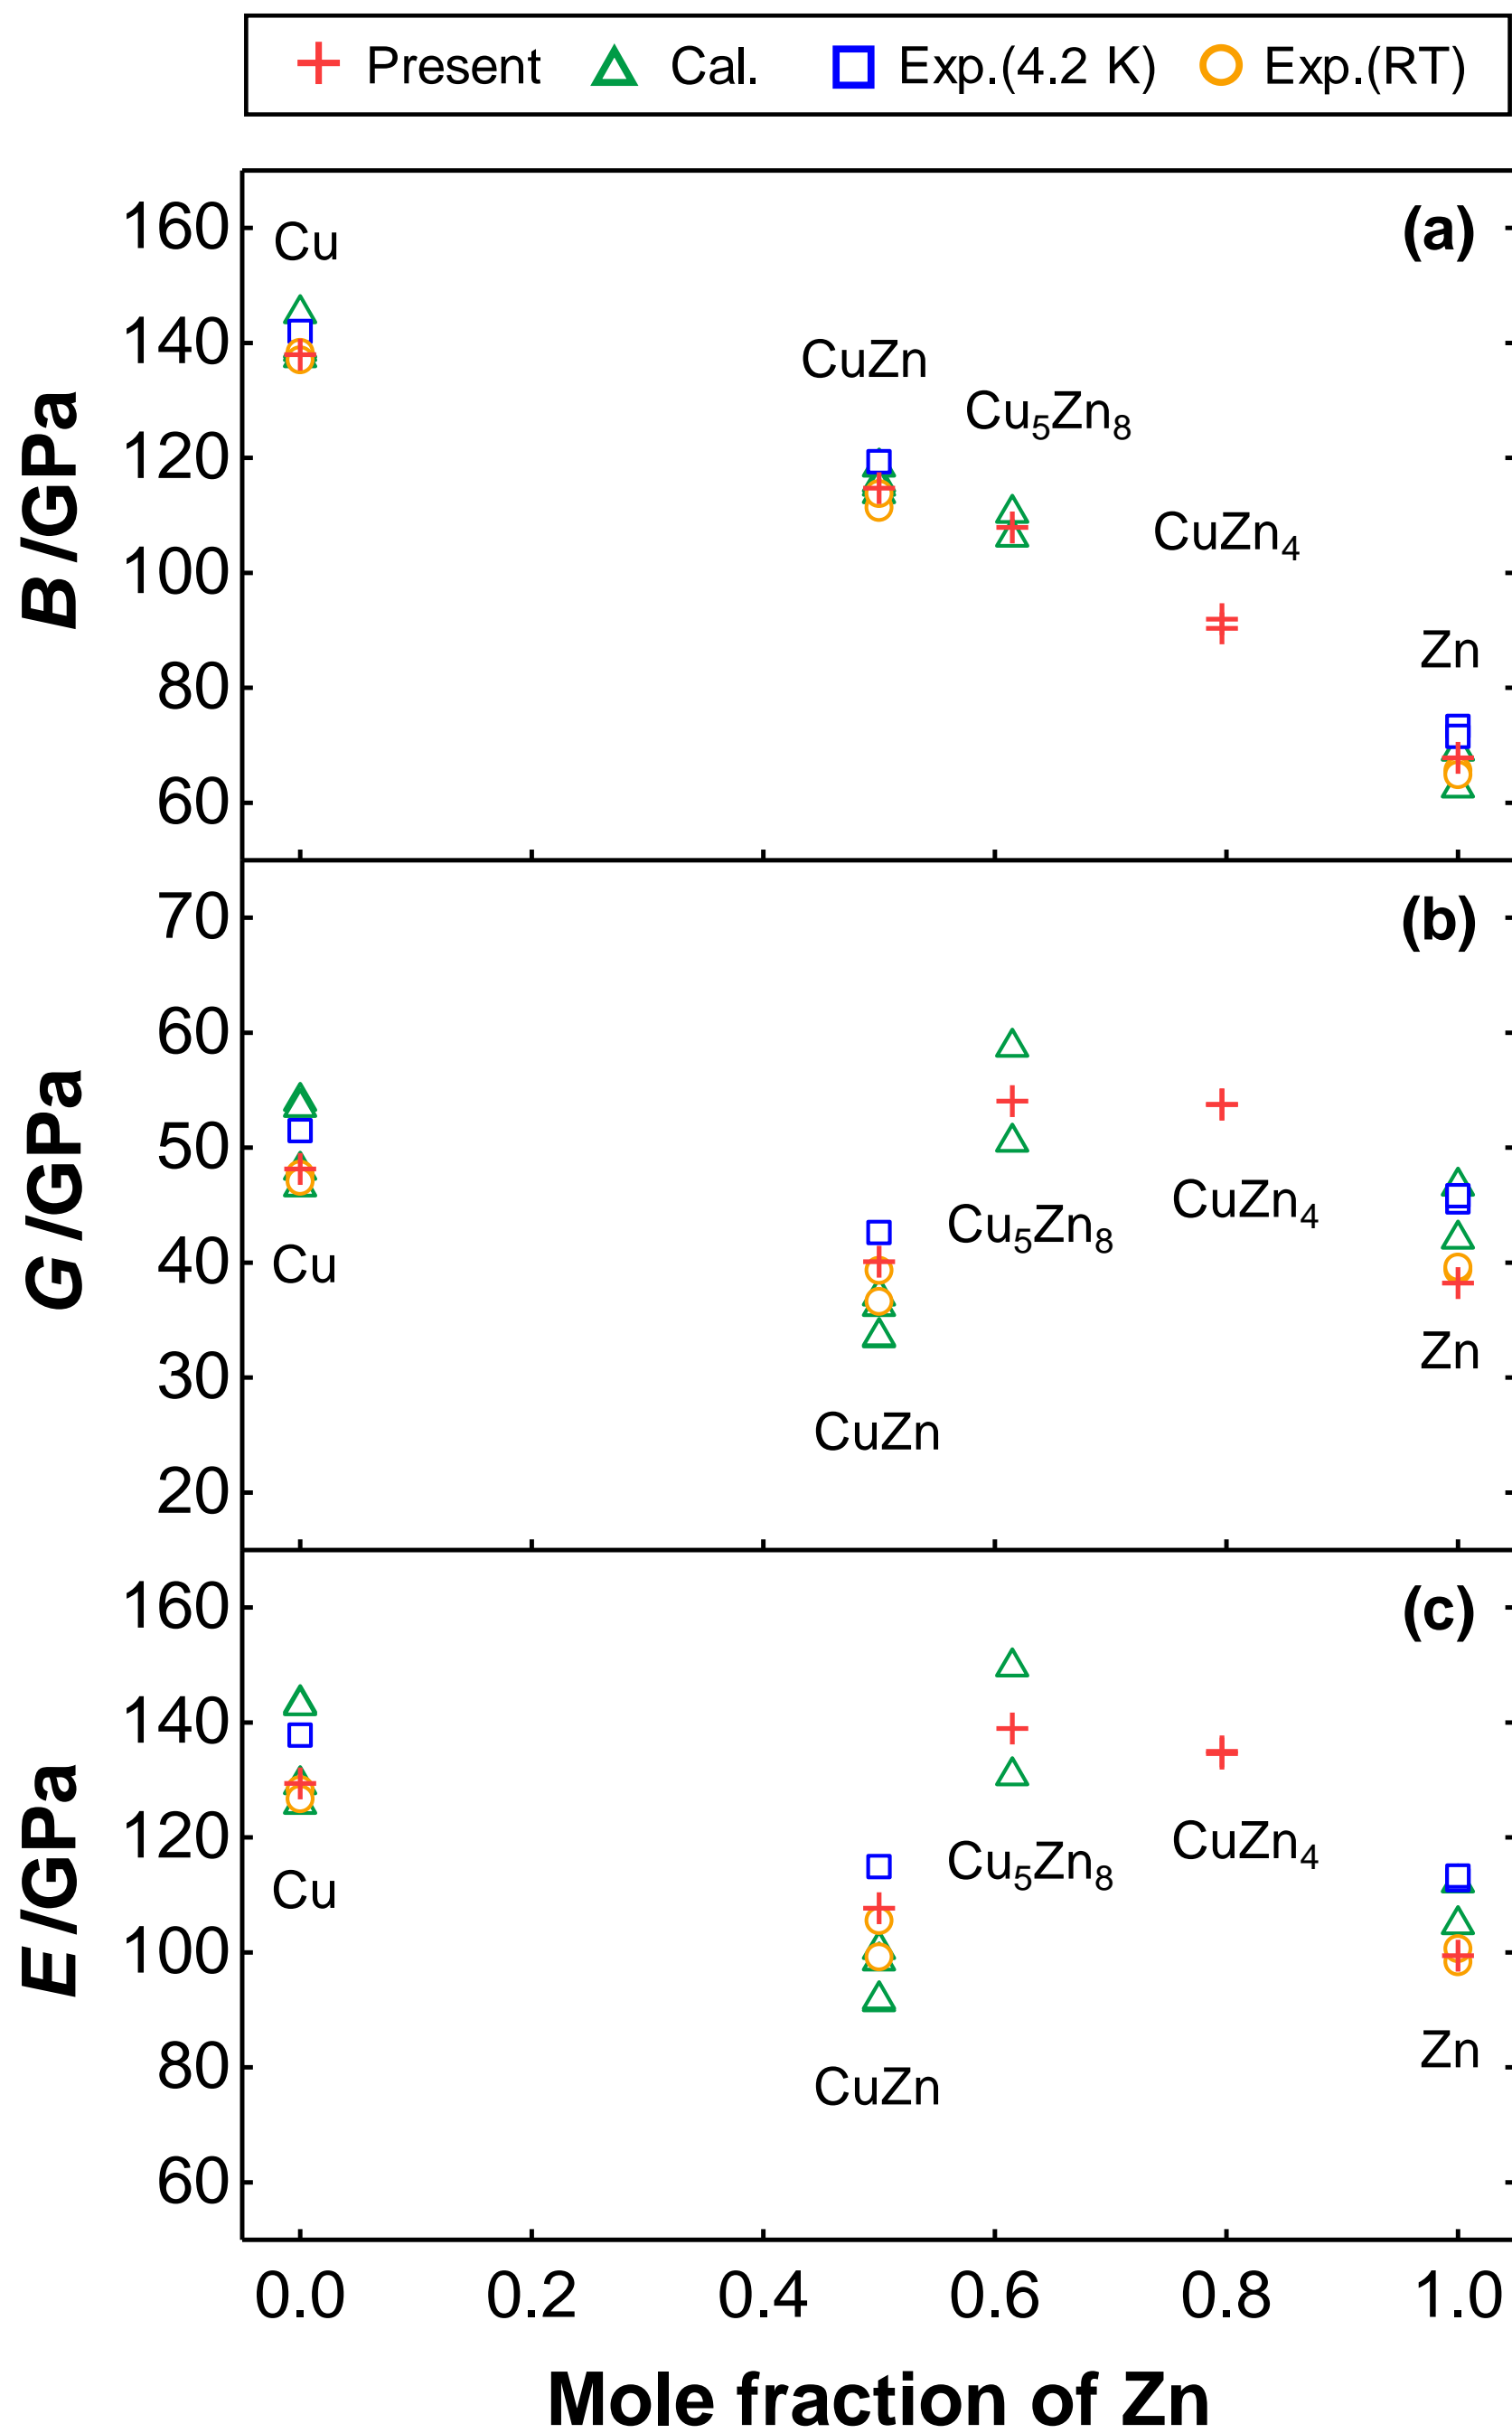 Present Cal. Exp.(4.2 K) Exp.(RT)
(a)
B /GPa
160
140
120
100
80
60
Cu
CuZn
Cu₅Zn₈
CuZn₄
Zn
(b)
G /GPa
70
60
50
40
30
20
Cu
CuZn
Cu₅Zn₈
CuZn₄
Zn
(c)
E /GPa
160
140
120
100
80
60
Cu
CuZn
Cu₅Zn₈
CuZn₄
Zn
0.0 0.2 0.4 0.6 0.8 1.0
Mole fraction of Zn